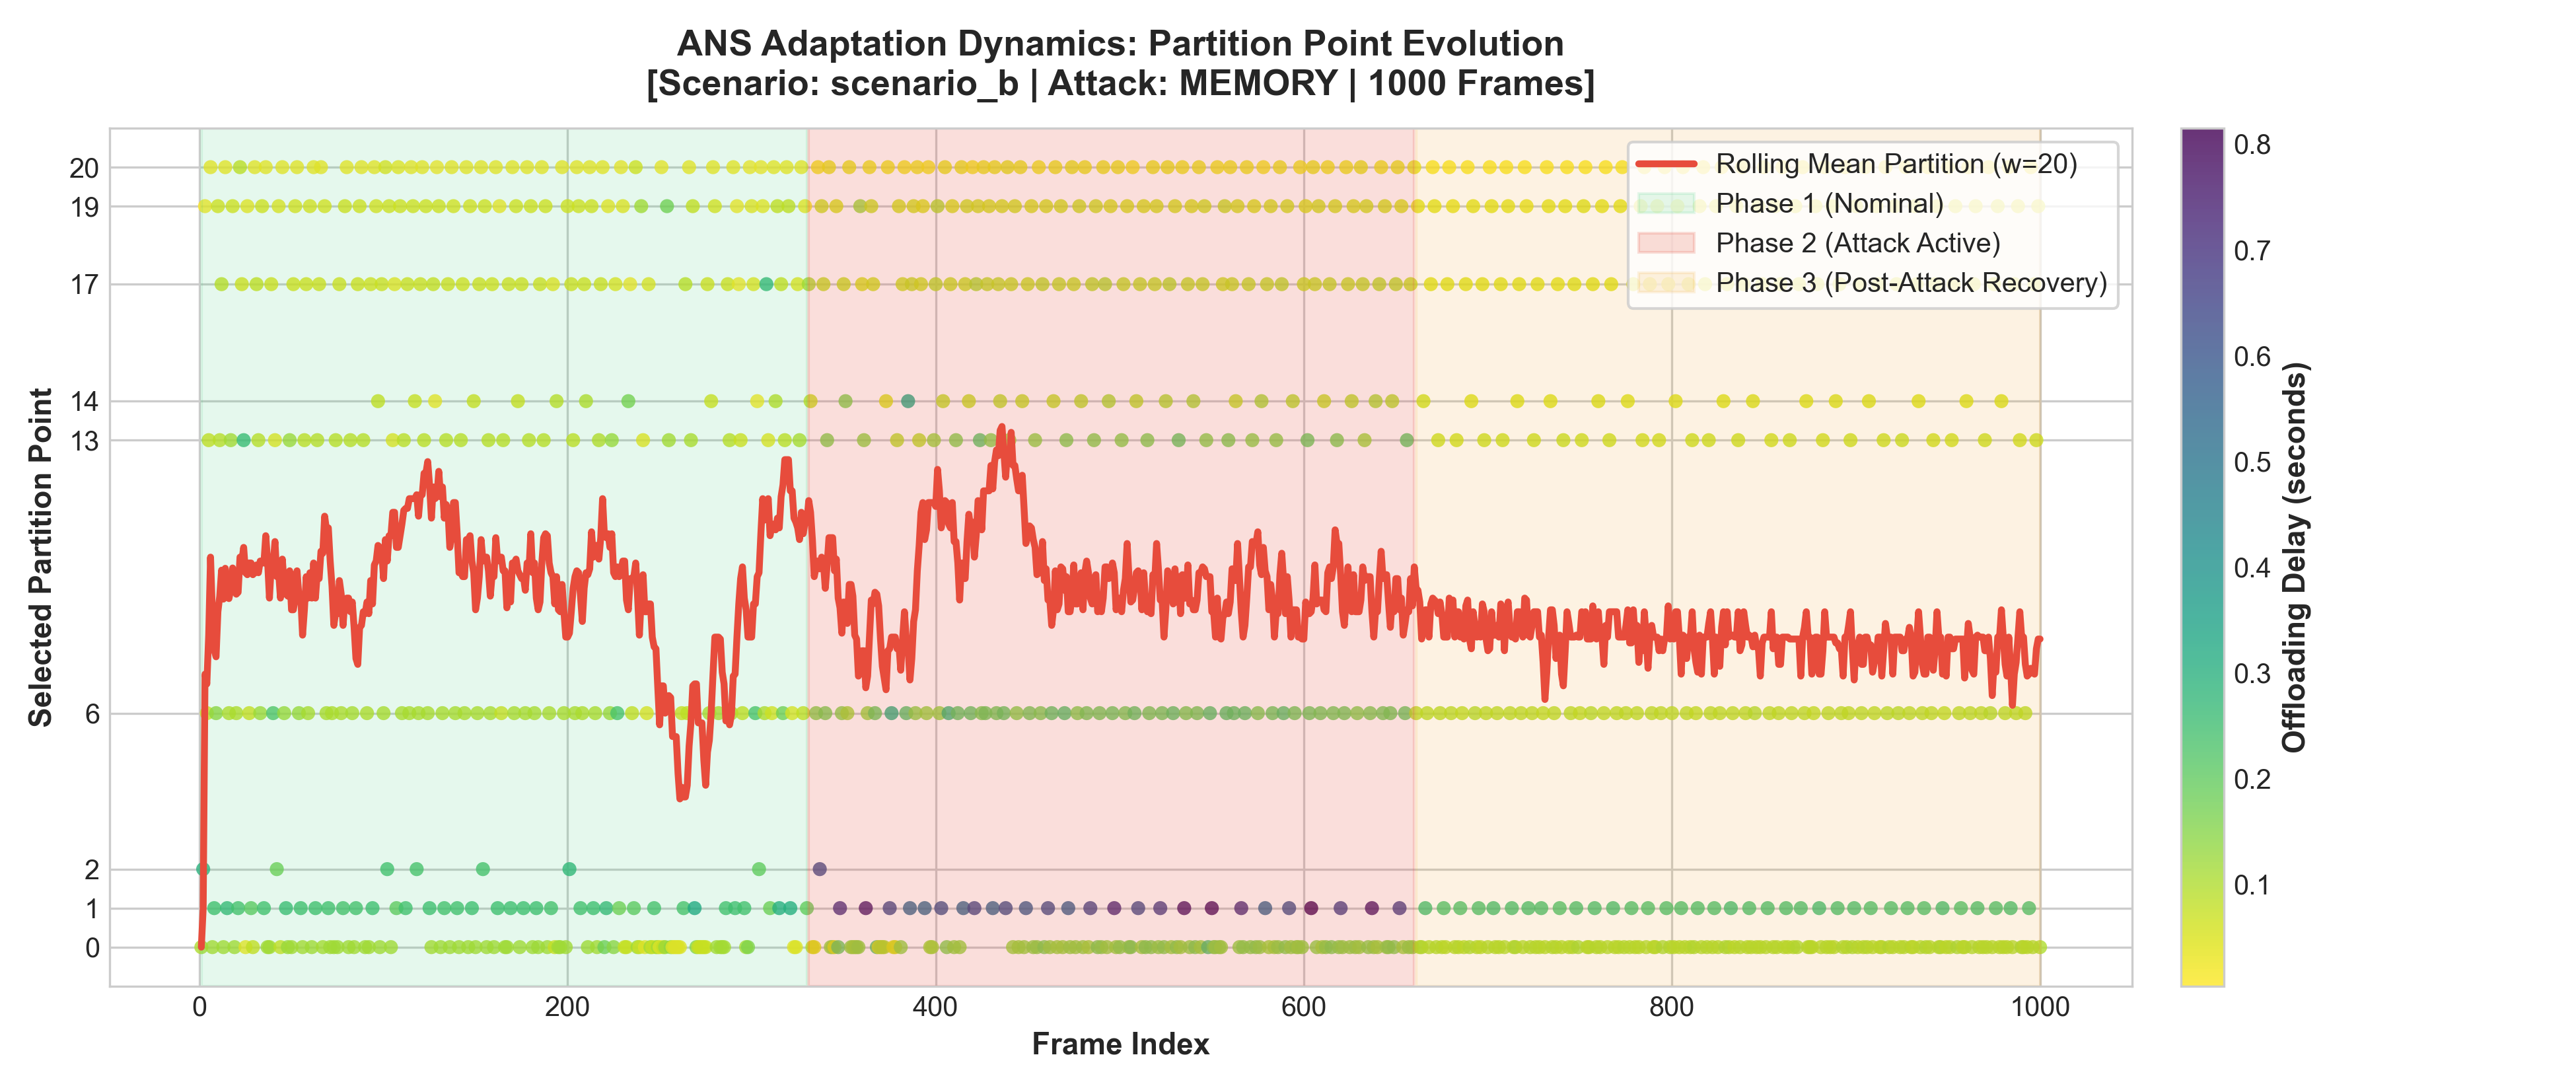 ANS Adaptation Dynamics: Partition Point Evolution
[Scenario: scenario_b | Attack: MEMORY | 1000 Frames]
Selected Partition Point
20
19
17
14
13
6
2
1
0
Rolling Mean Partition (w=20)
Phase 1 (Nominal)
Phase 2 (Attack Active)
Phase 3 (Post-Attack Recovery)
0
200
400
600
800
1000
Frame Index
0.8
0.7
0.6
0.5
0.4
0.3
0.2
0.1
Offloading Delay (seconds)